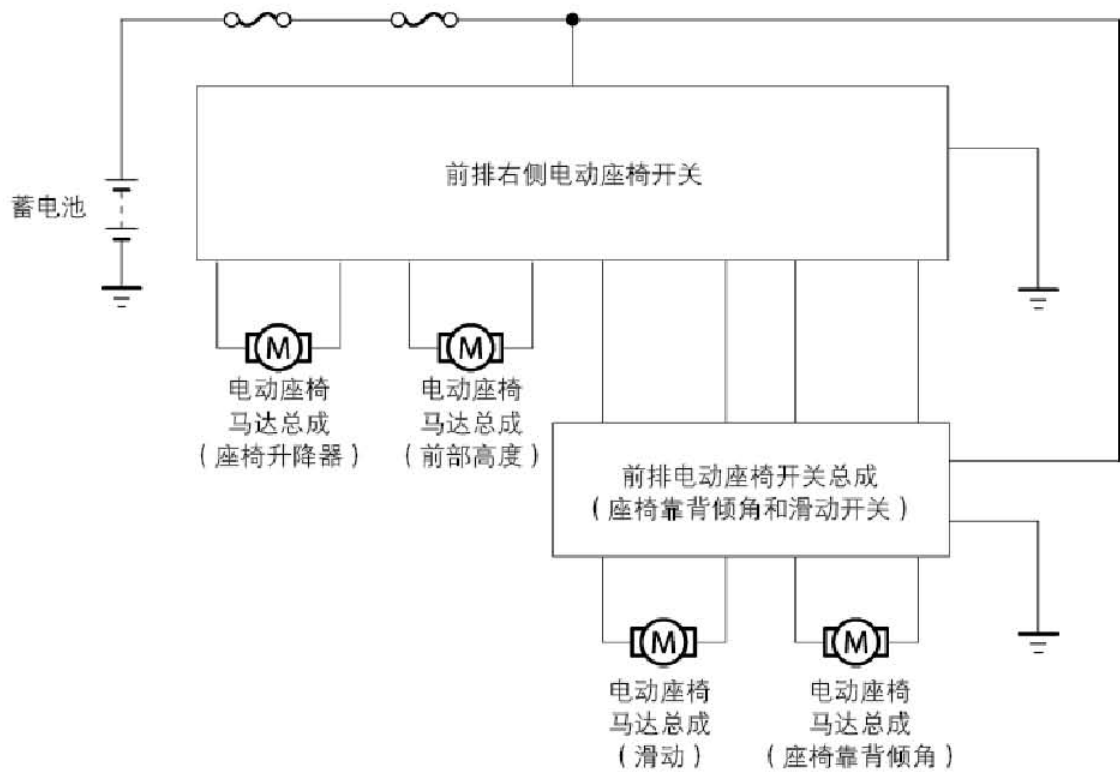 前排右侧电动座椅开关
蓄电池
M
M
电动座椅
马达总成
（座椅升降器）
电动座椅
马达总成
（前部高度）
前排电动座椅开关总成
（座椅靠背倾角和滑动开关）
M
M
电动座椅
马达总成
（滑动）
电动座椅
马达总成
（座椅靠背倾角）